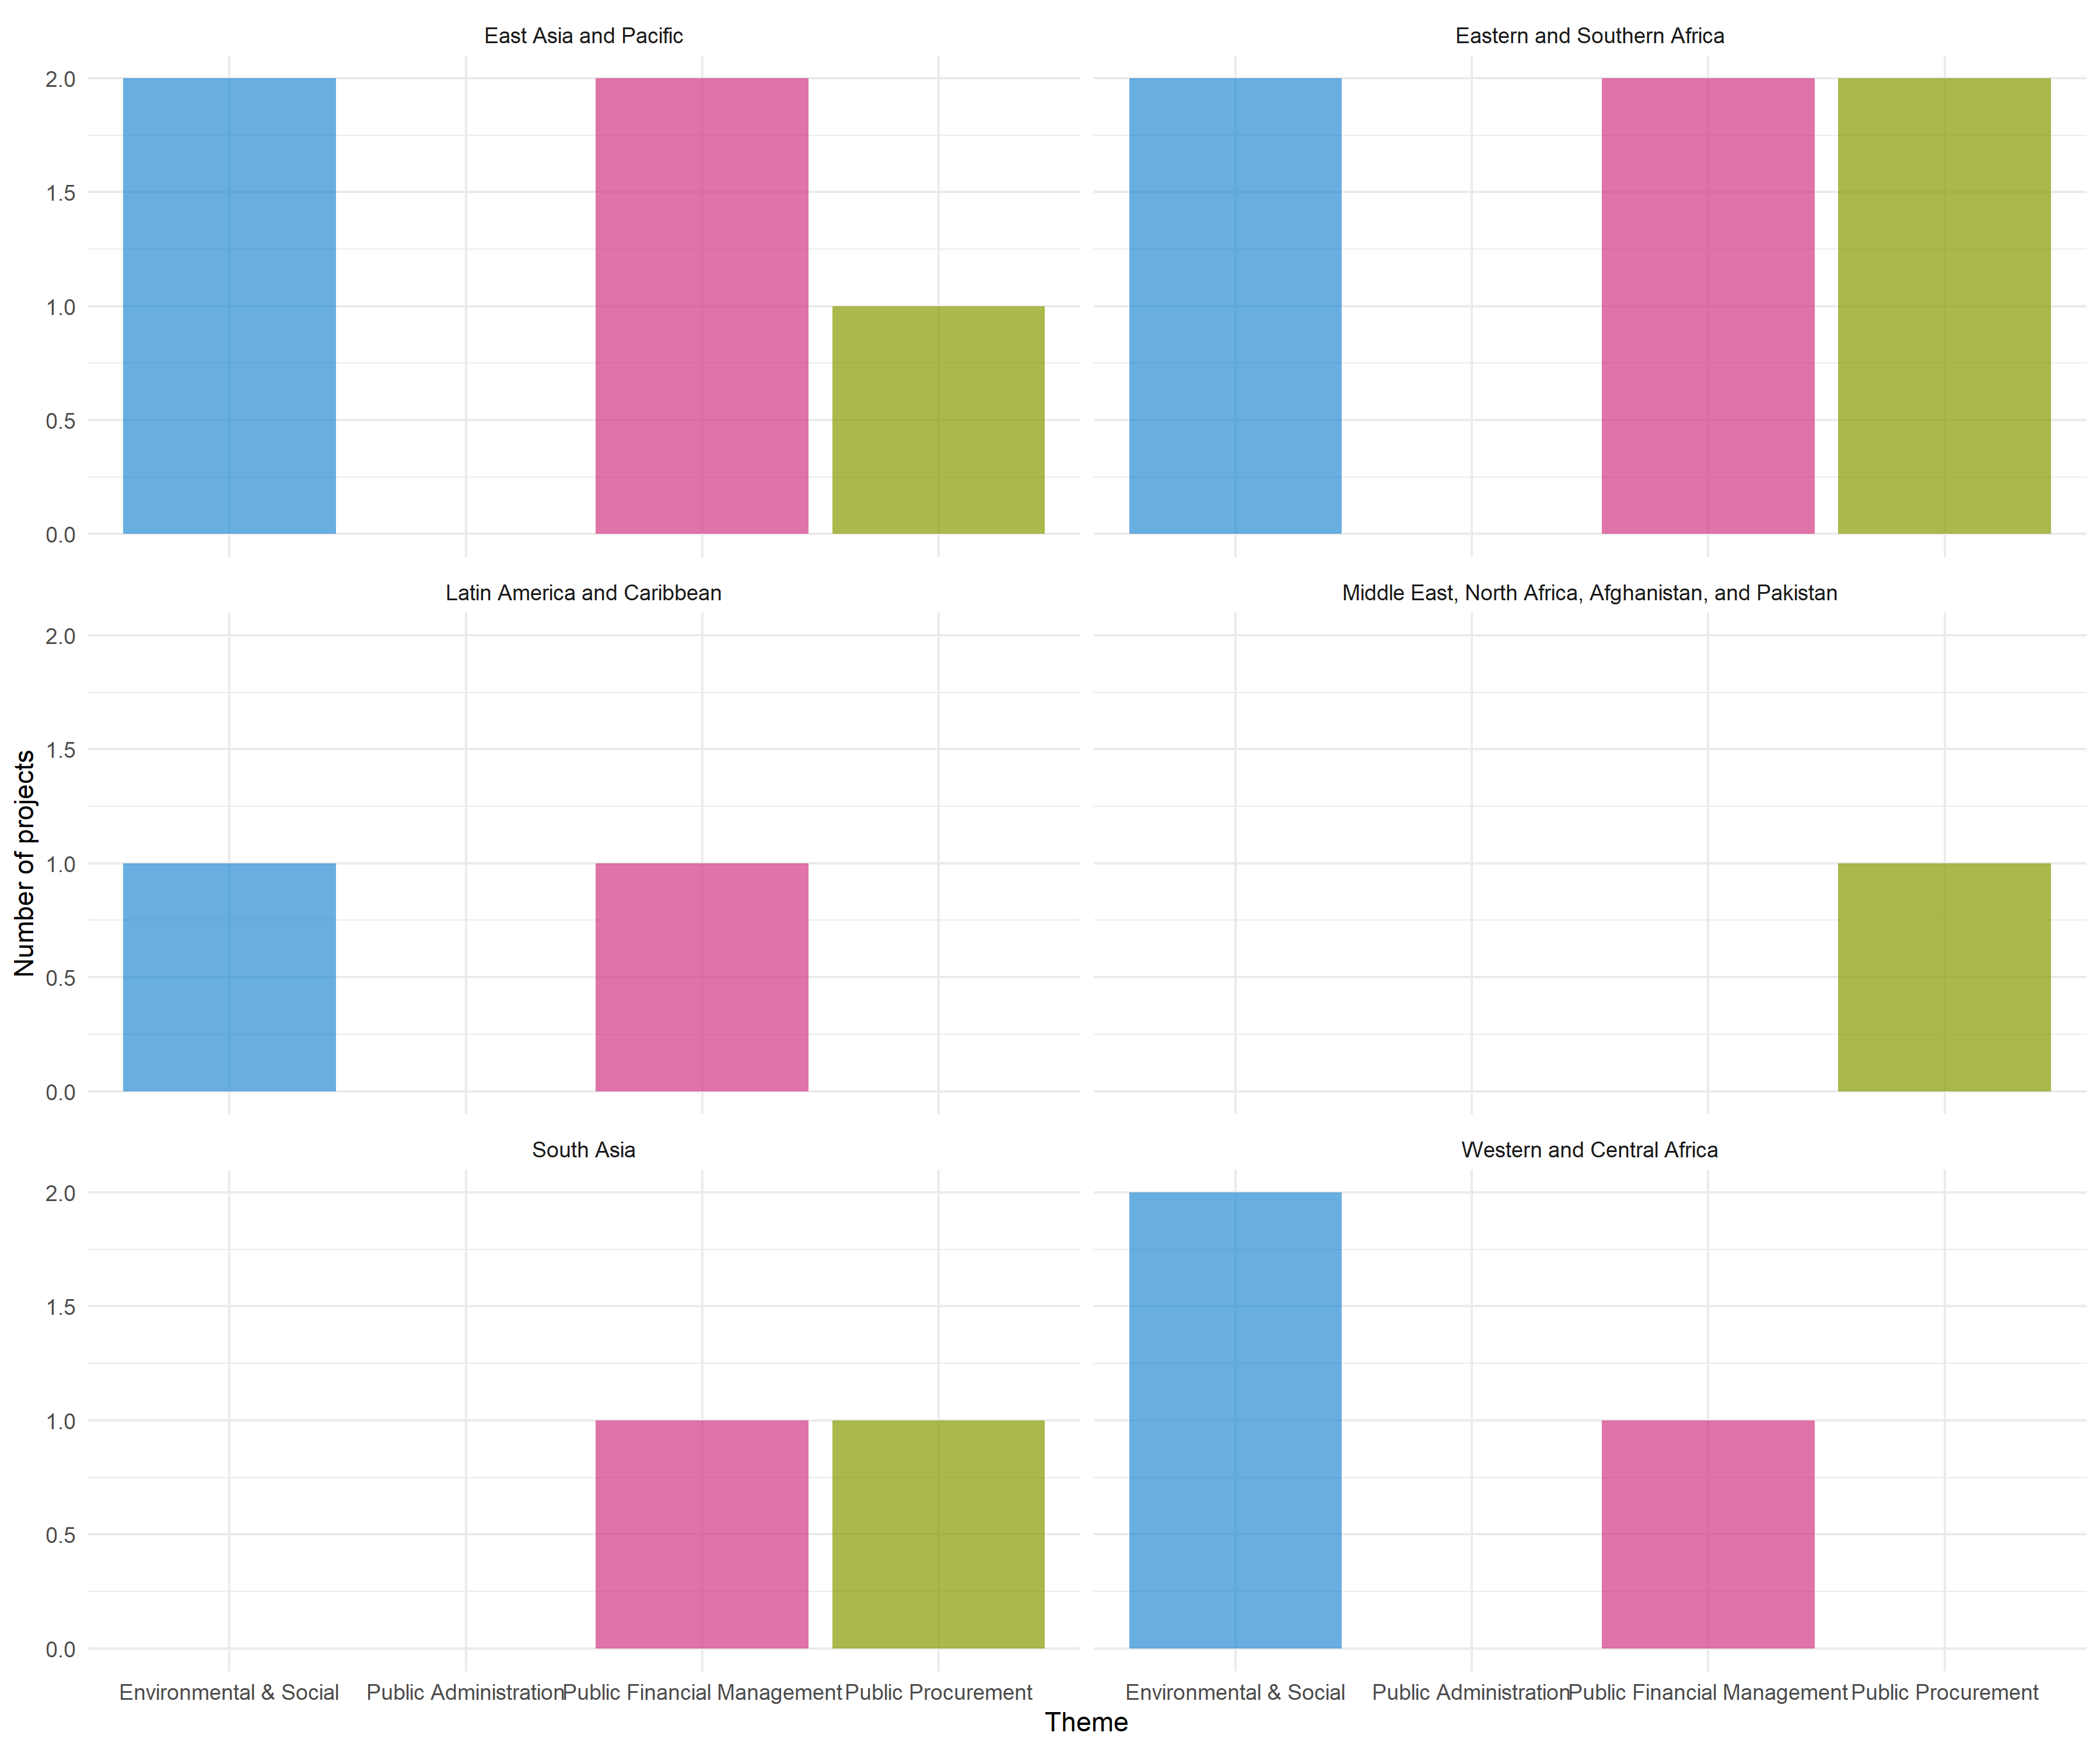 East Asia and Pacific
Eastern and Southern Africa
2.0
1.5
1.0
0.5
0.0
Latin America and Caribbean
Middle East, North Africa, Afghanistan, and Pakistan
2.0
1.5
1.0
0.5
0.0
Number of projects
South Asia
Western and Central Africa
2.0
1.5
1.0
0.5
0.0
Environmental & Social
Public Administration
Public Financial Management
Public Procurement
Environmental & Social
Public Administration
Public Financial Management
Public Procurement
Theme